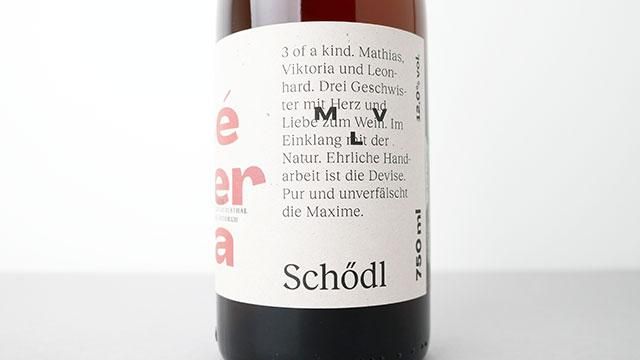 3 of a kind. Mathias,
Viktoria und Leon-
hard. Drei Geschwis-
ter mit Herz und
Liebe zum Wein. Im
Einklang mit der
Natur. Ehrliche Hand-
arbeit ist die Devise.
Pur und unverfälscht
die Maxime.
M V
L
Schődl
é
er
a
12.0% vol.
750 ml